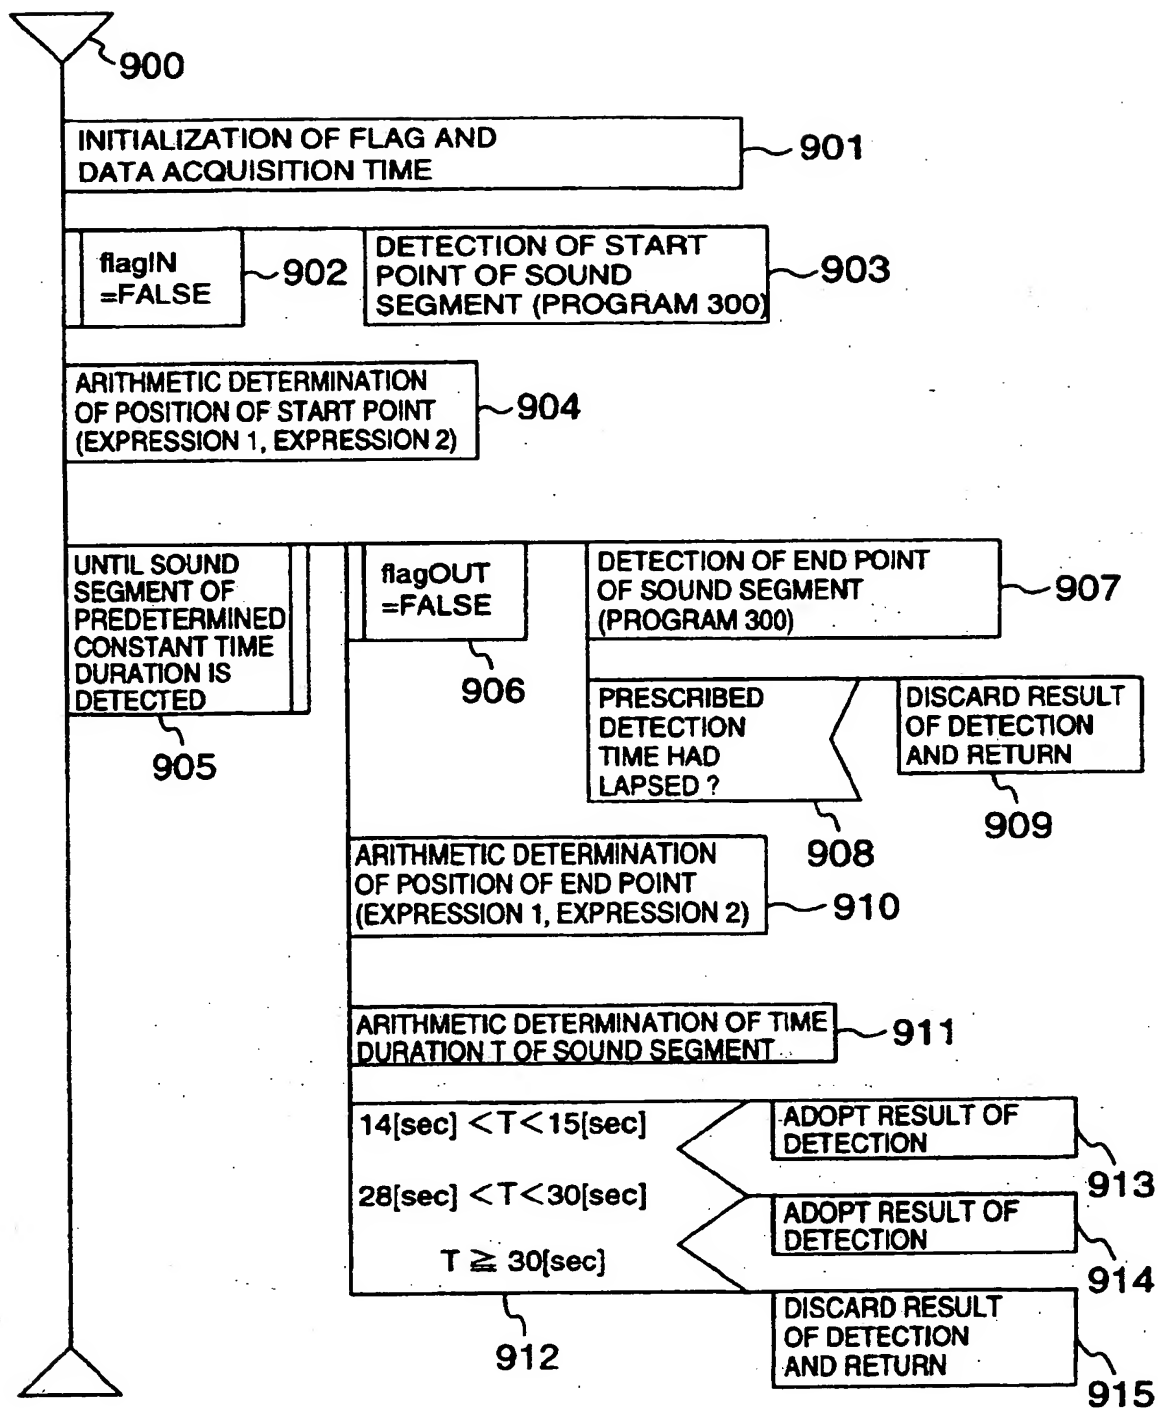 900
INITIALIZATION OF FLAG AND
DATA ACQUISITION TIME
901
flagIN
=FALSE
902
DETECTION OF START
POINT OF SOUND
SEGMENT (PROGRAM 300)
903
ARITHMETIC DETERMINATION
OF POSITION OF START POINT
(EXPRESSION 1, EXPRESSION 2)
904
UNTIL SOUND
SEGMENT OF
PREDETERMINED
CONSTANT TIME
DURATION IS
DETECTED
905
flagOUT
=FALSE
906
DETECTION OF END POINT
OF SOUND SEGMENT
(PROGRAM 300)
907
PRESCRIBED
DETECTION
TIME HAD
LAPSED ?
908
DISCARD RESULT
OF DETECTION
AND RETURN
909
ARITHMETIC DETERMINATION
OF POSITION OF END POINT
(EXPRESSION 1, EXPRESSION 2)
910
ARITHMETIC DETERMINATION OF TIME
DURATION T OF SOUND SEGMENT
911
14[sec] <T<15[sec]
28[sec] <T<30[sec]
T ≧ 30[sec]
912
ADOPT RESULT OF
DETECTION
913
ADOPT RESULT OF
DETECTION
914
DISCARD RESULT
OF DETECTION
AND RETURN
915